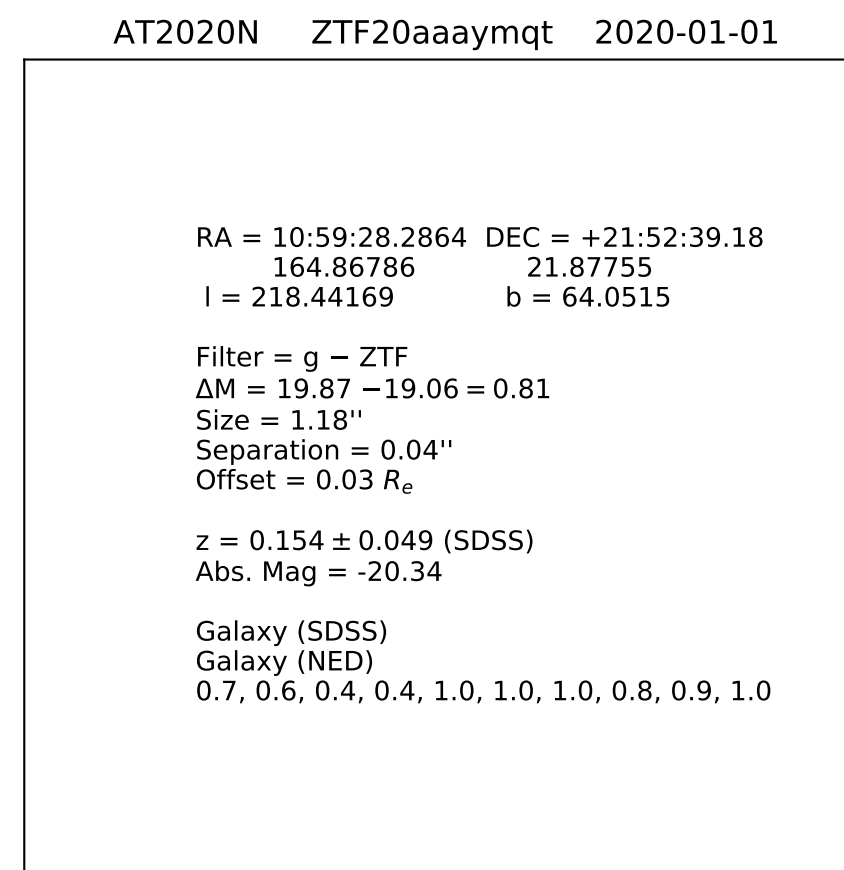 AT2020N ZTF20aaaymqt 2020-01-01
RA = 10:59:28.2864 DEC = +21:52:39.18
164.86786 21.87755
l = 218.44169 b = 64.0515
Filter = g − ZTF
ΔM = 19.87 −19.06 = 0.81
Size = 1.18''
Separation = 0.04''
Offset = 0.03 Rₑ
z = 0.154 ± 0.049 (SDSS)
Abs. Mag = -20.34
Galaxy (SDSS)
Galaxy (NED)
0.7, 0.6, 0.4, 0.4, 1.0, 1.0, 1.0, 0.8, 0.9, 1.0